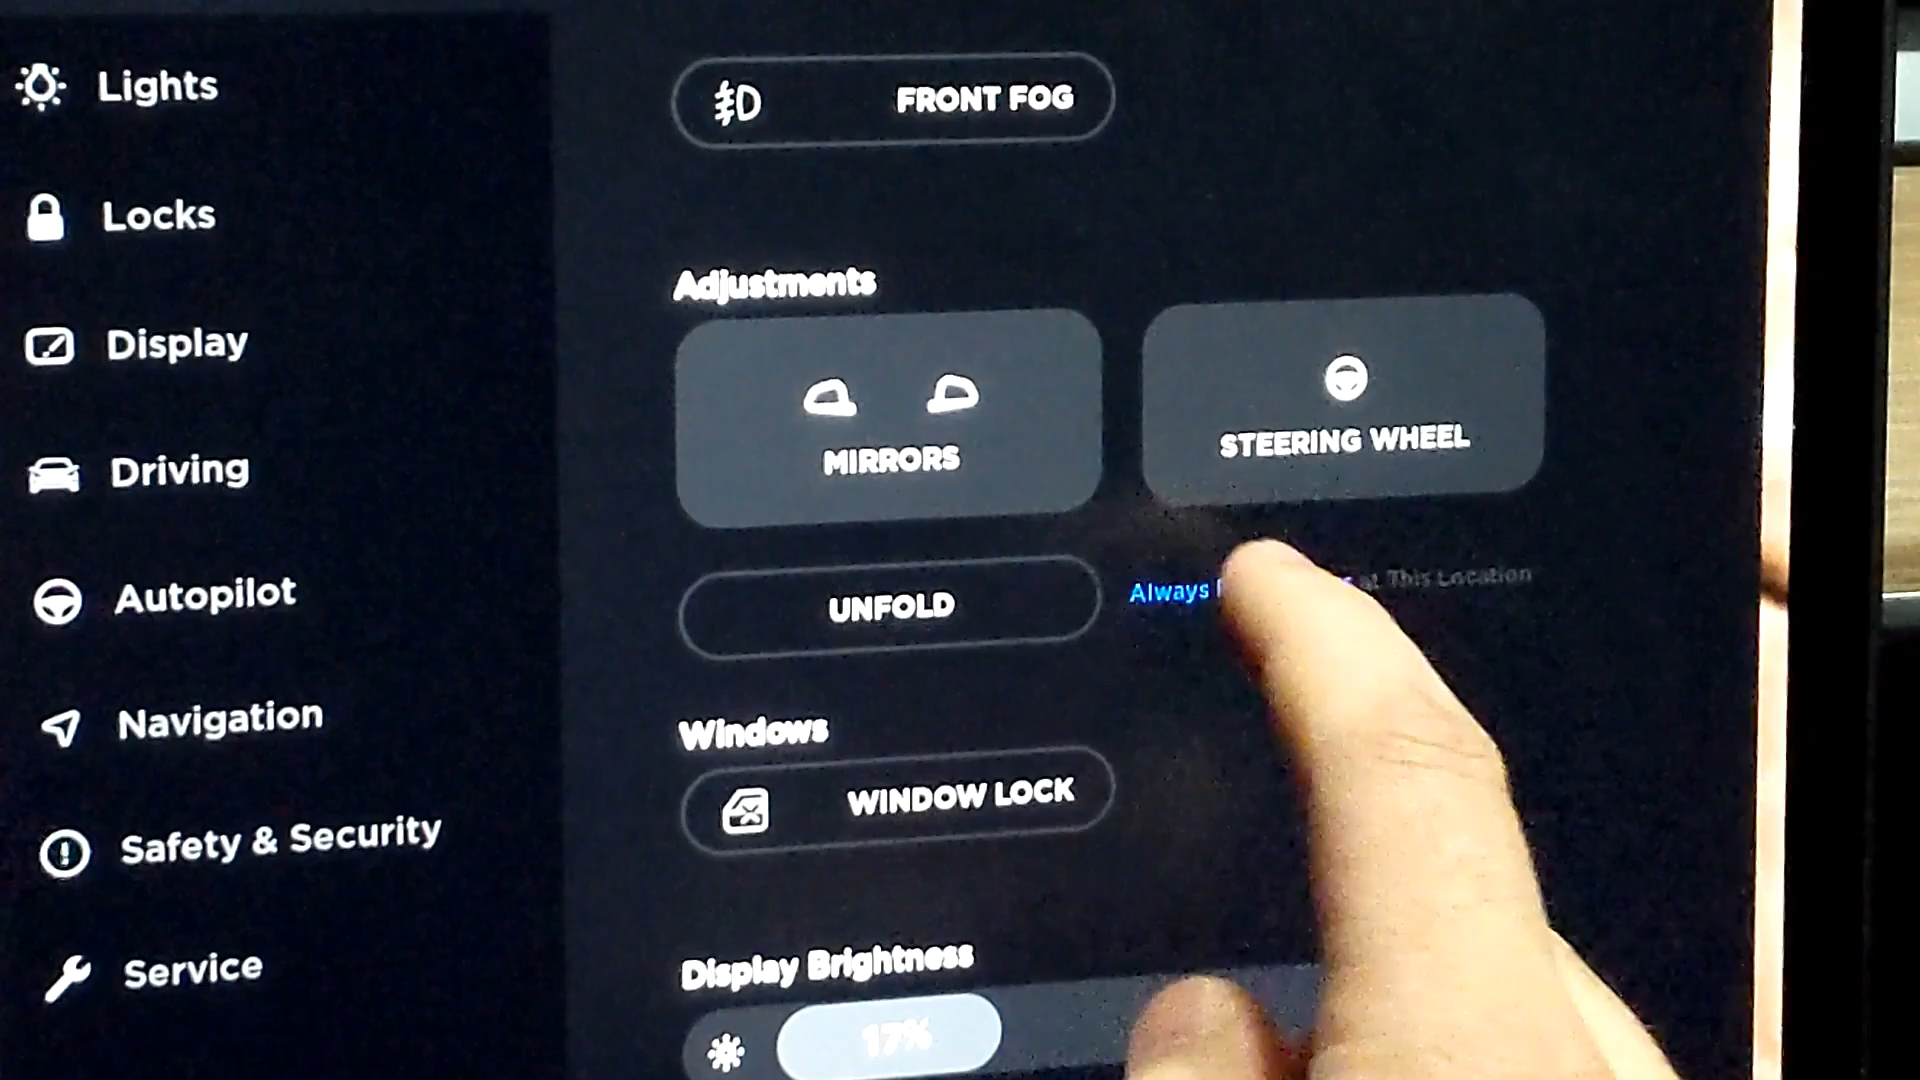 Lights
Locks
Display
Driving
Autopilot
Navigation
Safety & Security
Service
FRONT FOG
Adjustments
MIRRORS
STEERING WHEEL
UNFOLD
Always at This Location
Windows
WINDOW LOCK
Display Brightness
17%